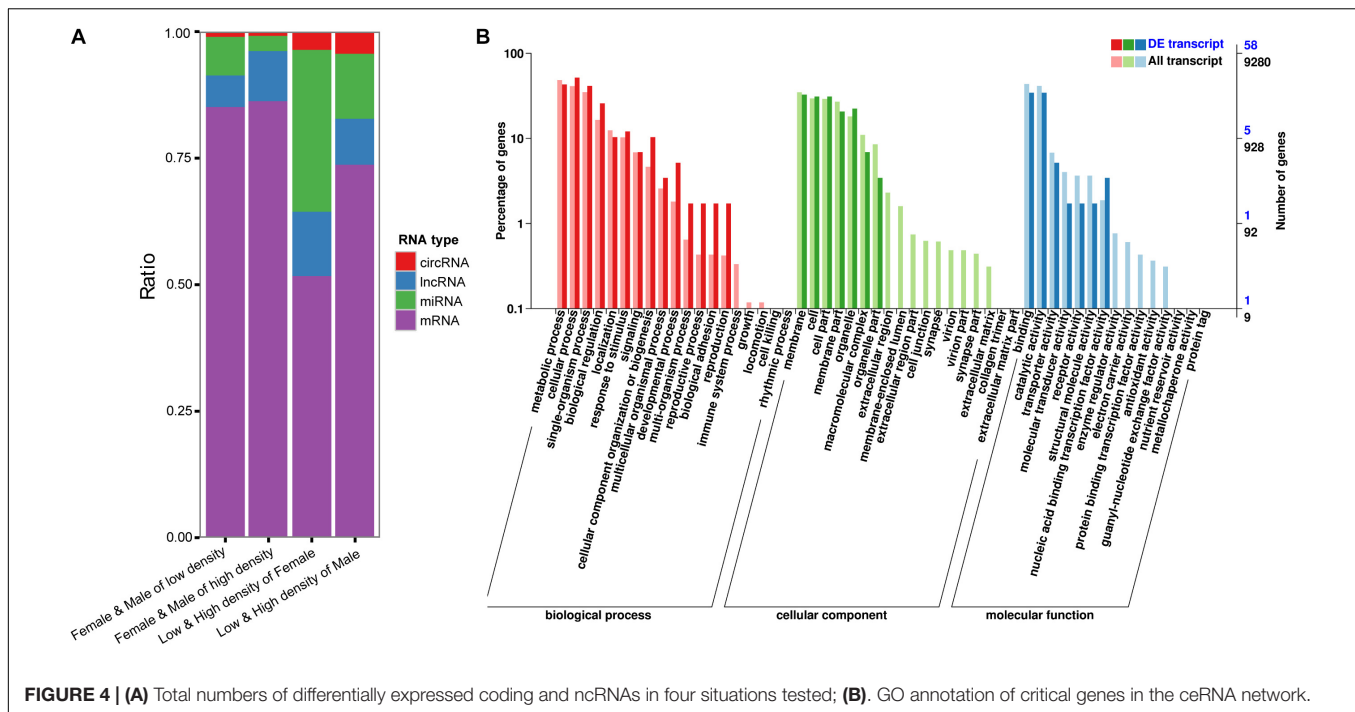 A
1.00
0.75
0.50
0.25
0.00
Ratio
Female & Male of low density
Female & Male of high density
Low & High density of Female
Low & High density of Male
RNA type
circRNA
lncRNA
miRNA
mRNA
B
100
10
1
0.1
Percentage of genes
DE transcript
All transcript
58
9280
5
928
1
92
1
9
Number of genes
metabolic process
cellular process
single-organism process
biological regulation
localization
response to stimulus
signaling
cellular component organization or biogenesis
multicellular organismal process
developmental process
multi-organism process
reproductive process
biological adhesion
reproduction
immune system process
growth
locomotion
cell killing
rhythmic process
membrane
cell
cell part
membrane part
organelle
macromolecular complex
organelle part
extracellular region
membrane-enclosed lumen
extracellular region part
cell junction
synapse
virion
virion part
synapse part
extracellular matrix
collagen trimer
extracellular matrix part
binding
catalytic activity
transporter activity
molecular transducer activity
receptor activity
structural molecule activity
nucleic acid binding transcription factor activity
enzyme regulator activity
electron carrier activity
protein binding transcription factor activity
antioxidant activity
guanyl-nucleotide exchange factor activity
nutrient reservoir activity
metallochaperone activity
protein tag
biological process
cellular component
molecular function
FIGURE 4 | (A) Total numbers of differentially expressed coding and ncRNAs in four situations tested; (B). GO annotation of critical genes in the ceRNA network.